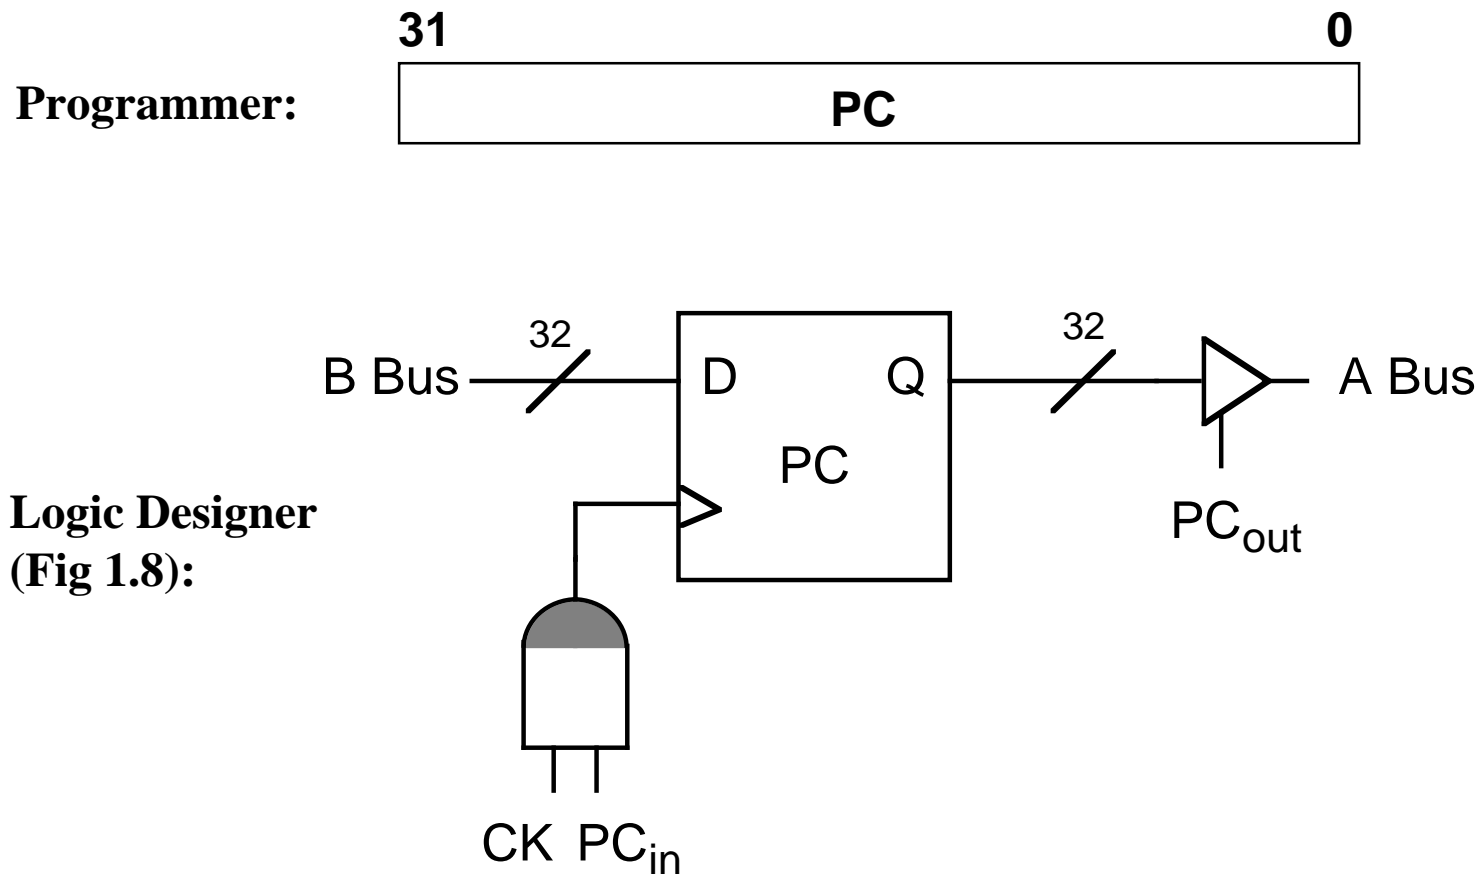 31 0
Programmer: PC
32 32
B Bus D Q A Bus
PC
Logic Designer
(Fig 1.8):
PCout
CK PCin